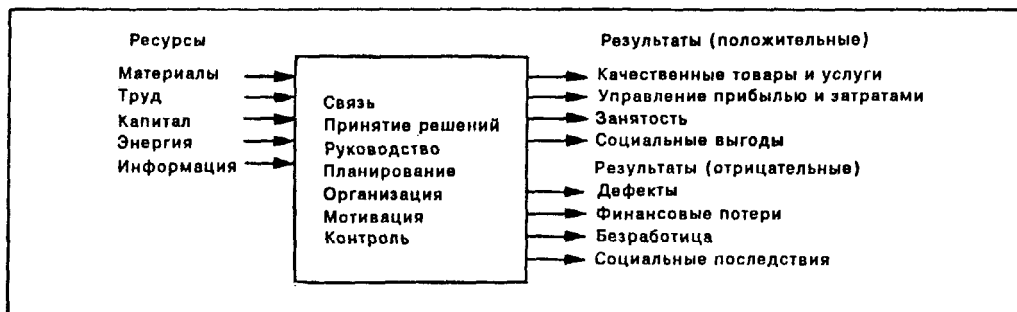 Ресурсы
Материалы
Труд
Капитал
Энергия
Информация
Связь
Принятие решений
Руководство
Планирование
Организация
Мотивация
Контроль
Результаты (положительные)
Качественные товары и услуги
Управление прибылью и затратами
Занятость
Социальные выгоды
Результаты (отрицательные)
Дефекты
Финансовые потери
Безработица
Социальные последствия